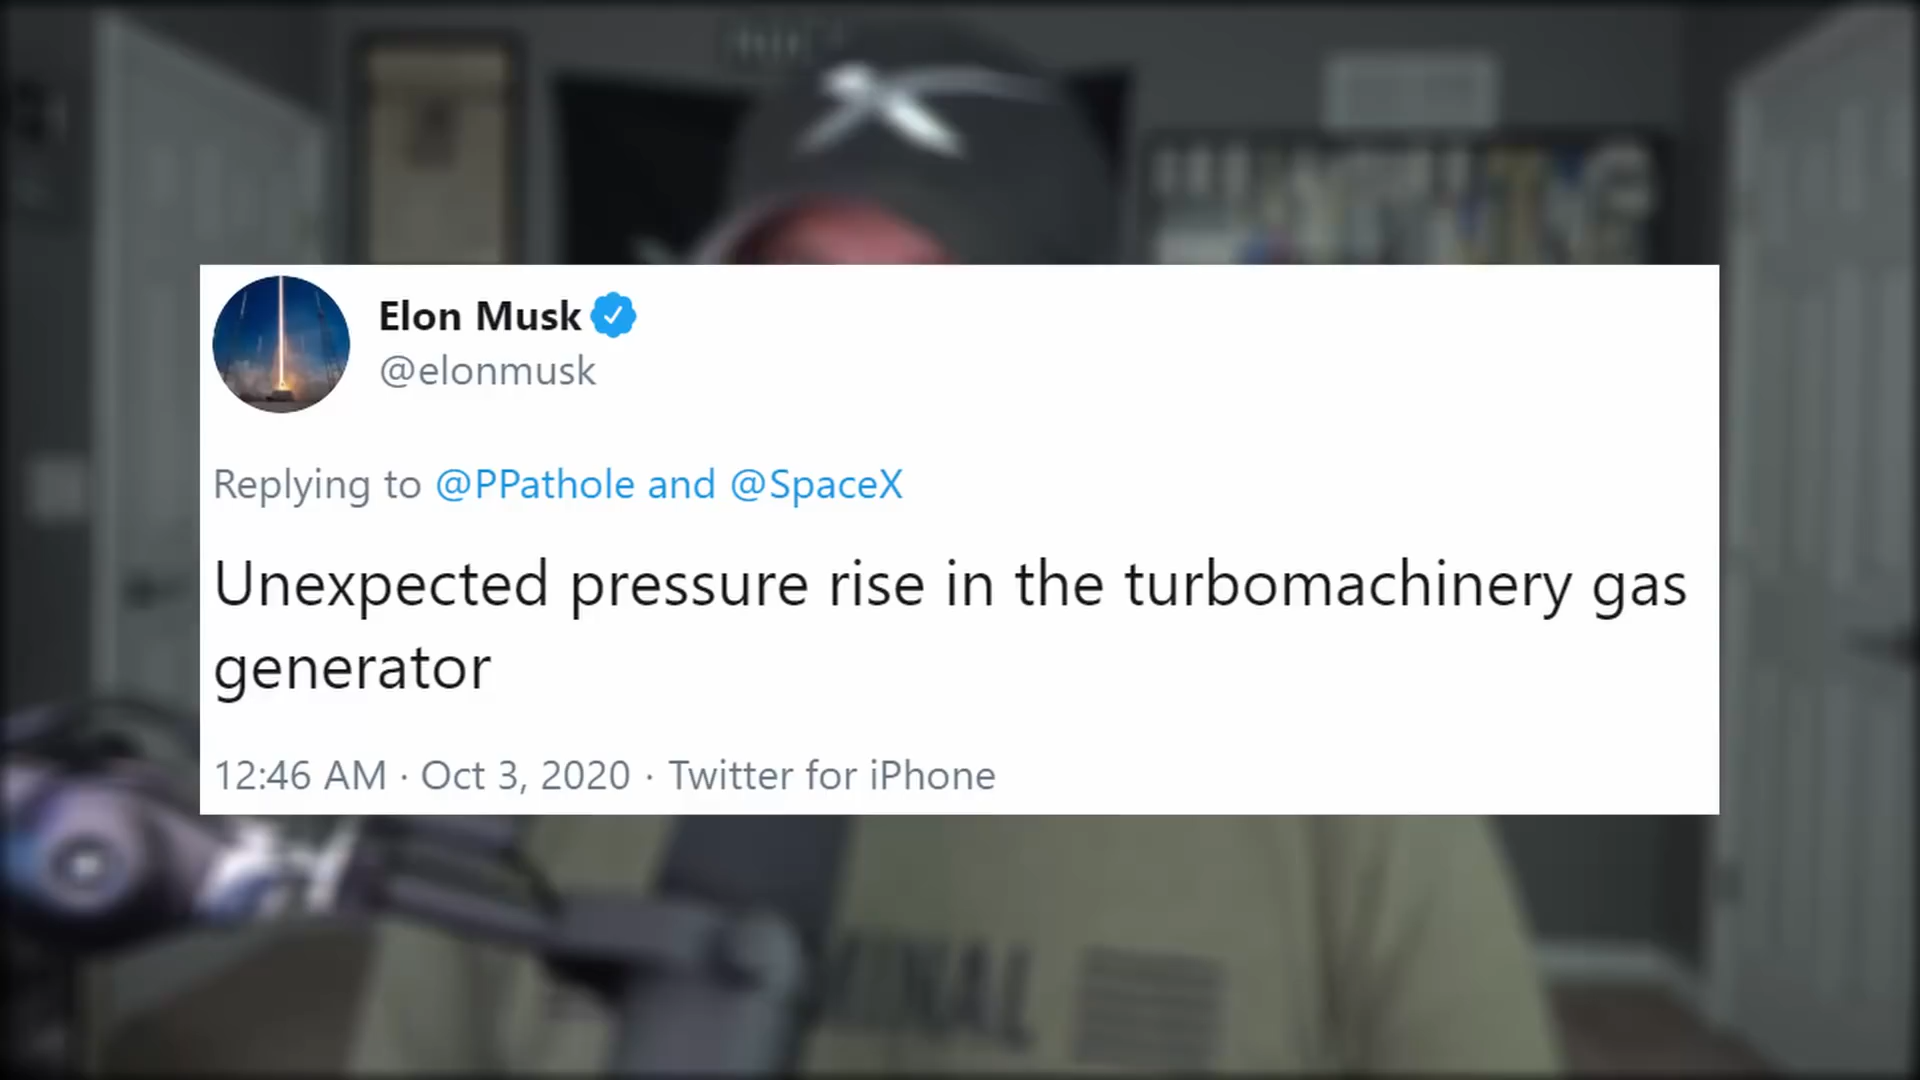 Elon Musk
@elonmusk
Replying to @PPathole and @SpaceX
Unexpected pressure rise in the turbomachinery gas
generator
12:46 AM · Oct 3, 2020 · Twitter for iPhone